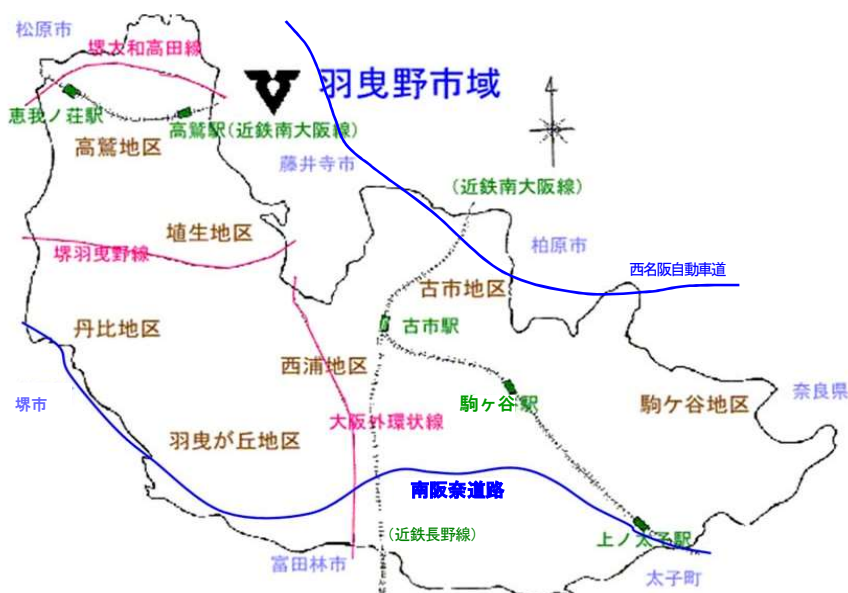 松原市
堺大和高田線
羽曳野市域
恵我ノ荘駅
高鷲駅(近鉄南大阪線)
高鷲地区
藤井寺市
(近鉄南大阪線)
埴生地区
柏原市
堺羽曳野線
西名阪自動車道
古市地区
丹比地区
古市駅
西浦地区
奈良県
堺市
駒ヶ谷駅
駒ケ谷地区
大阪外環状線
羽曳が丘地区
南阪奈道路
(近鉄長野線)
上ノ太子駅
富田林市
太子町